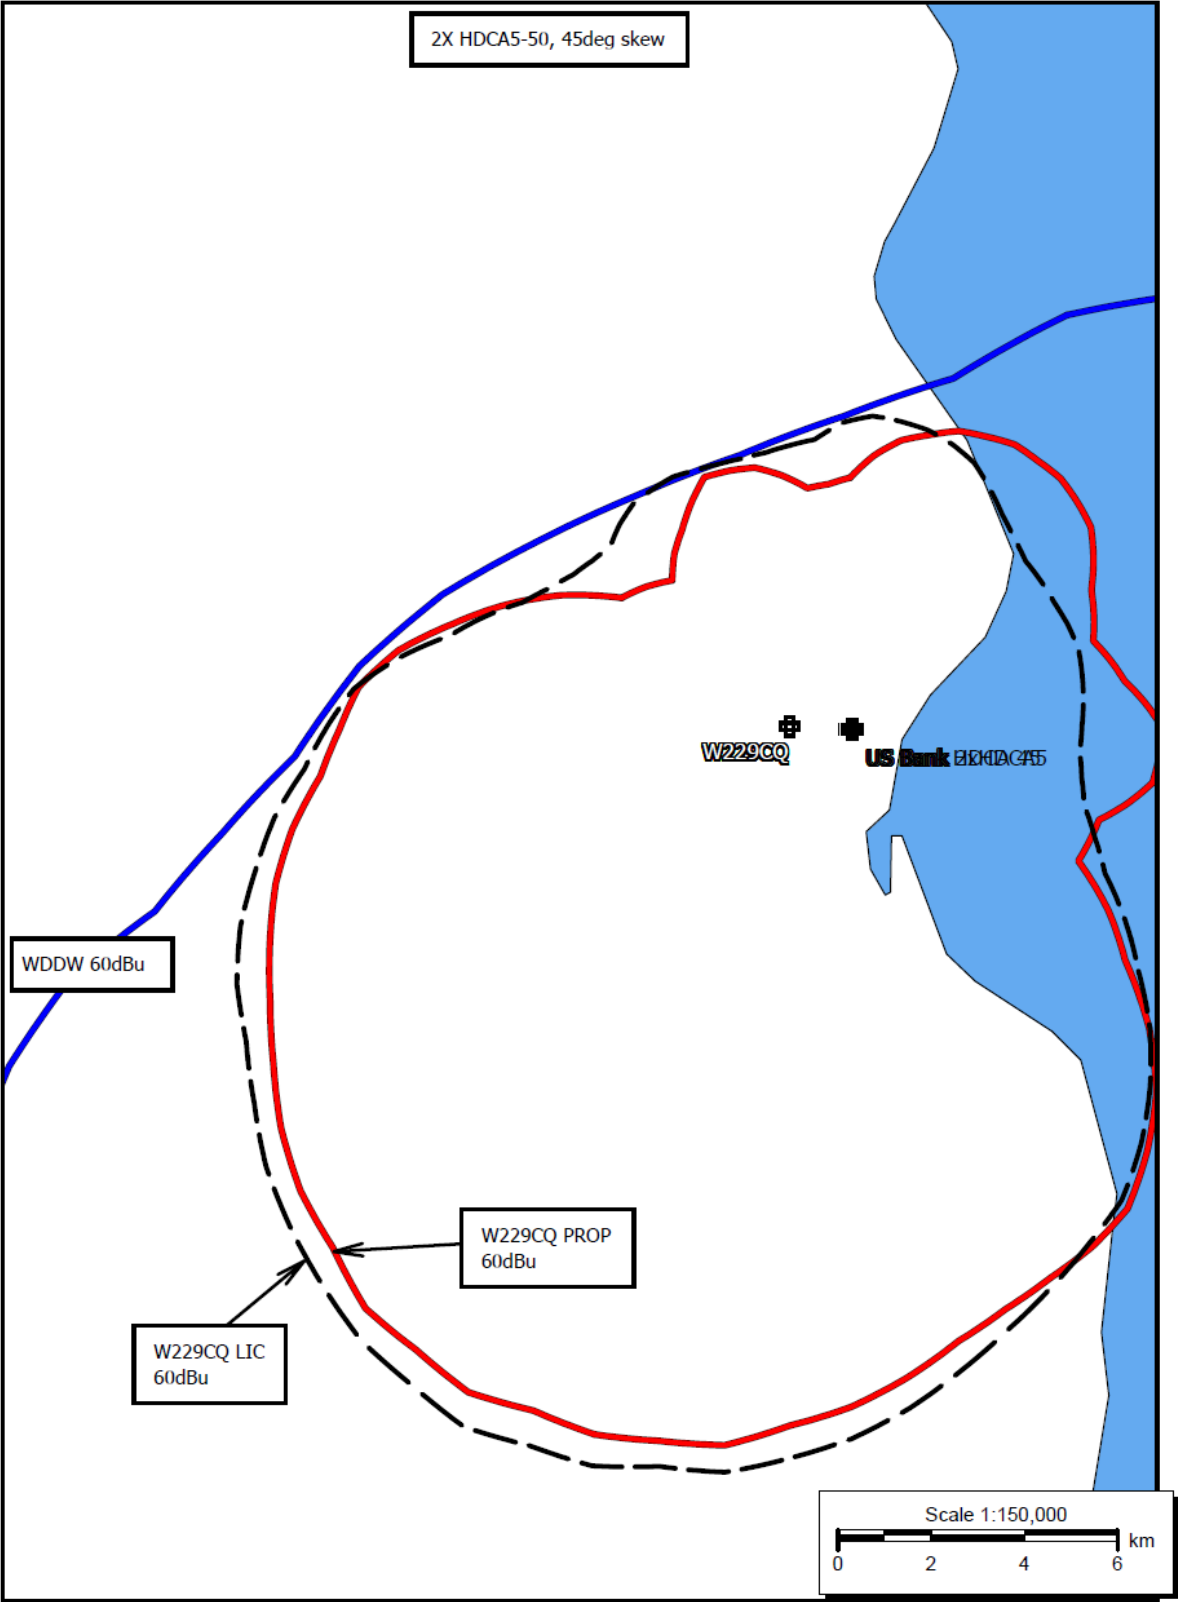 2X HDCA5-50, 45deg skew
W229CQ
US Bank
WDDW 60dBu
W229CQ PROP
60dBu
W229CQ LIC
60dBu
Scale 1:150,000
0 2 4 6 km